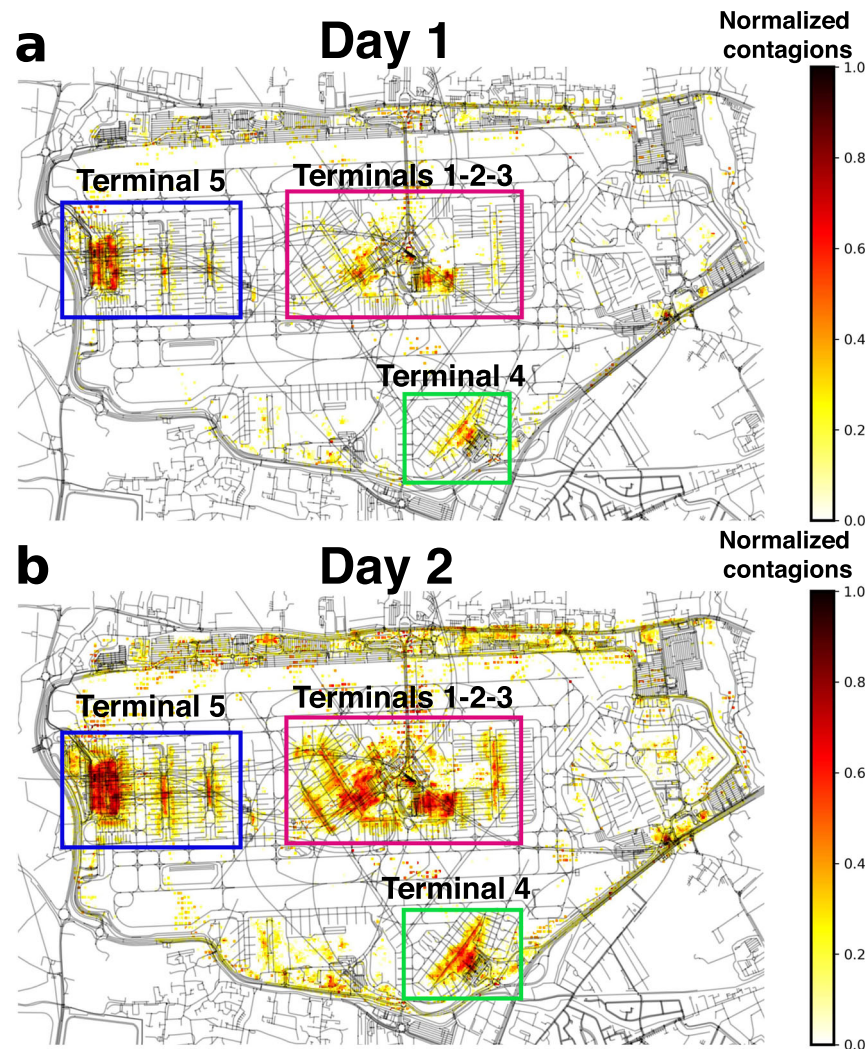 a
Day 1
Normalized
contagions
Terminal 5
Terminals 1-2-3
Terminal 4
1.0
0.8
0.6
0.4
0.2
0.0
b
Day 2
Normalized
contagions
Terminal 5
Terminals 1-2-3
Terminal 4
1.0
0.8
0.6
0.4
0.2
0.0